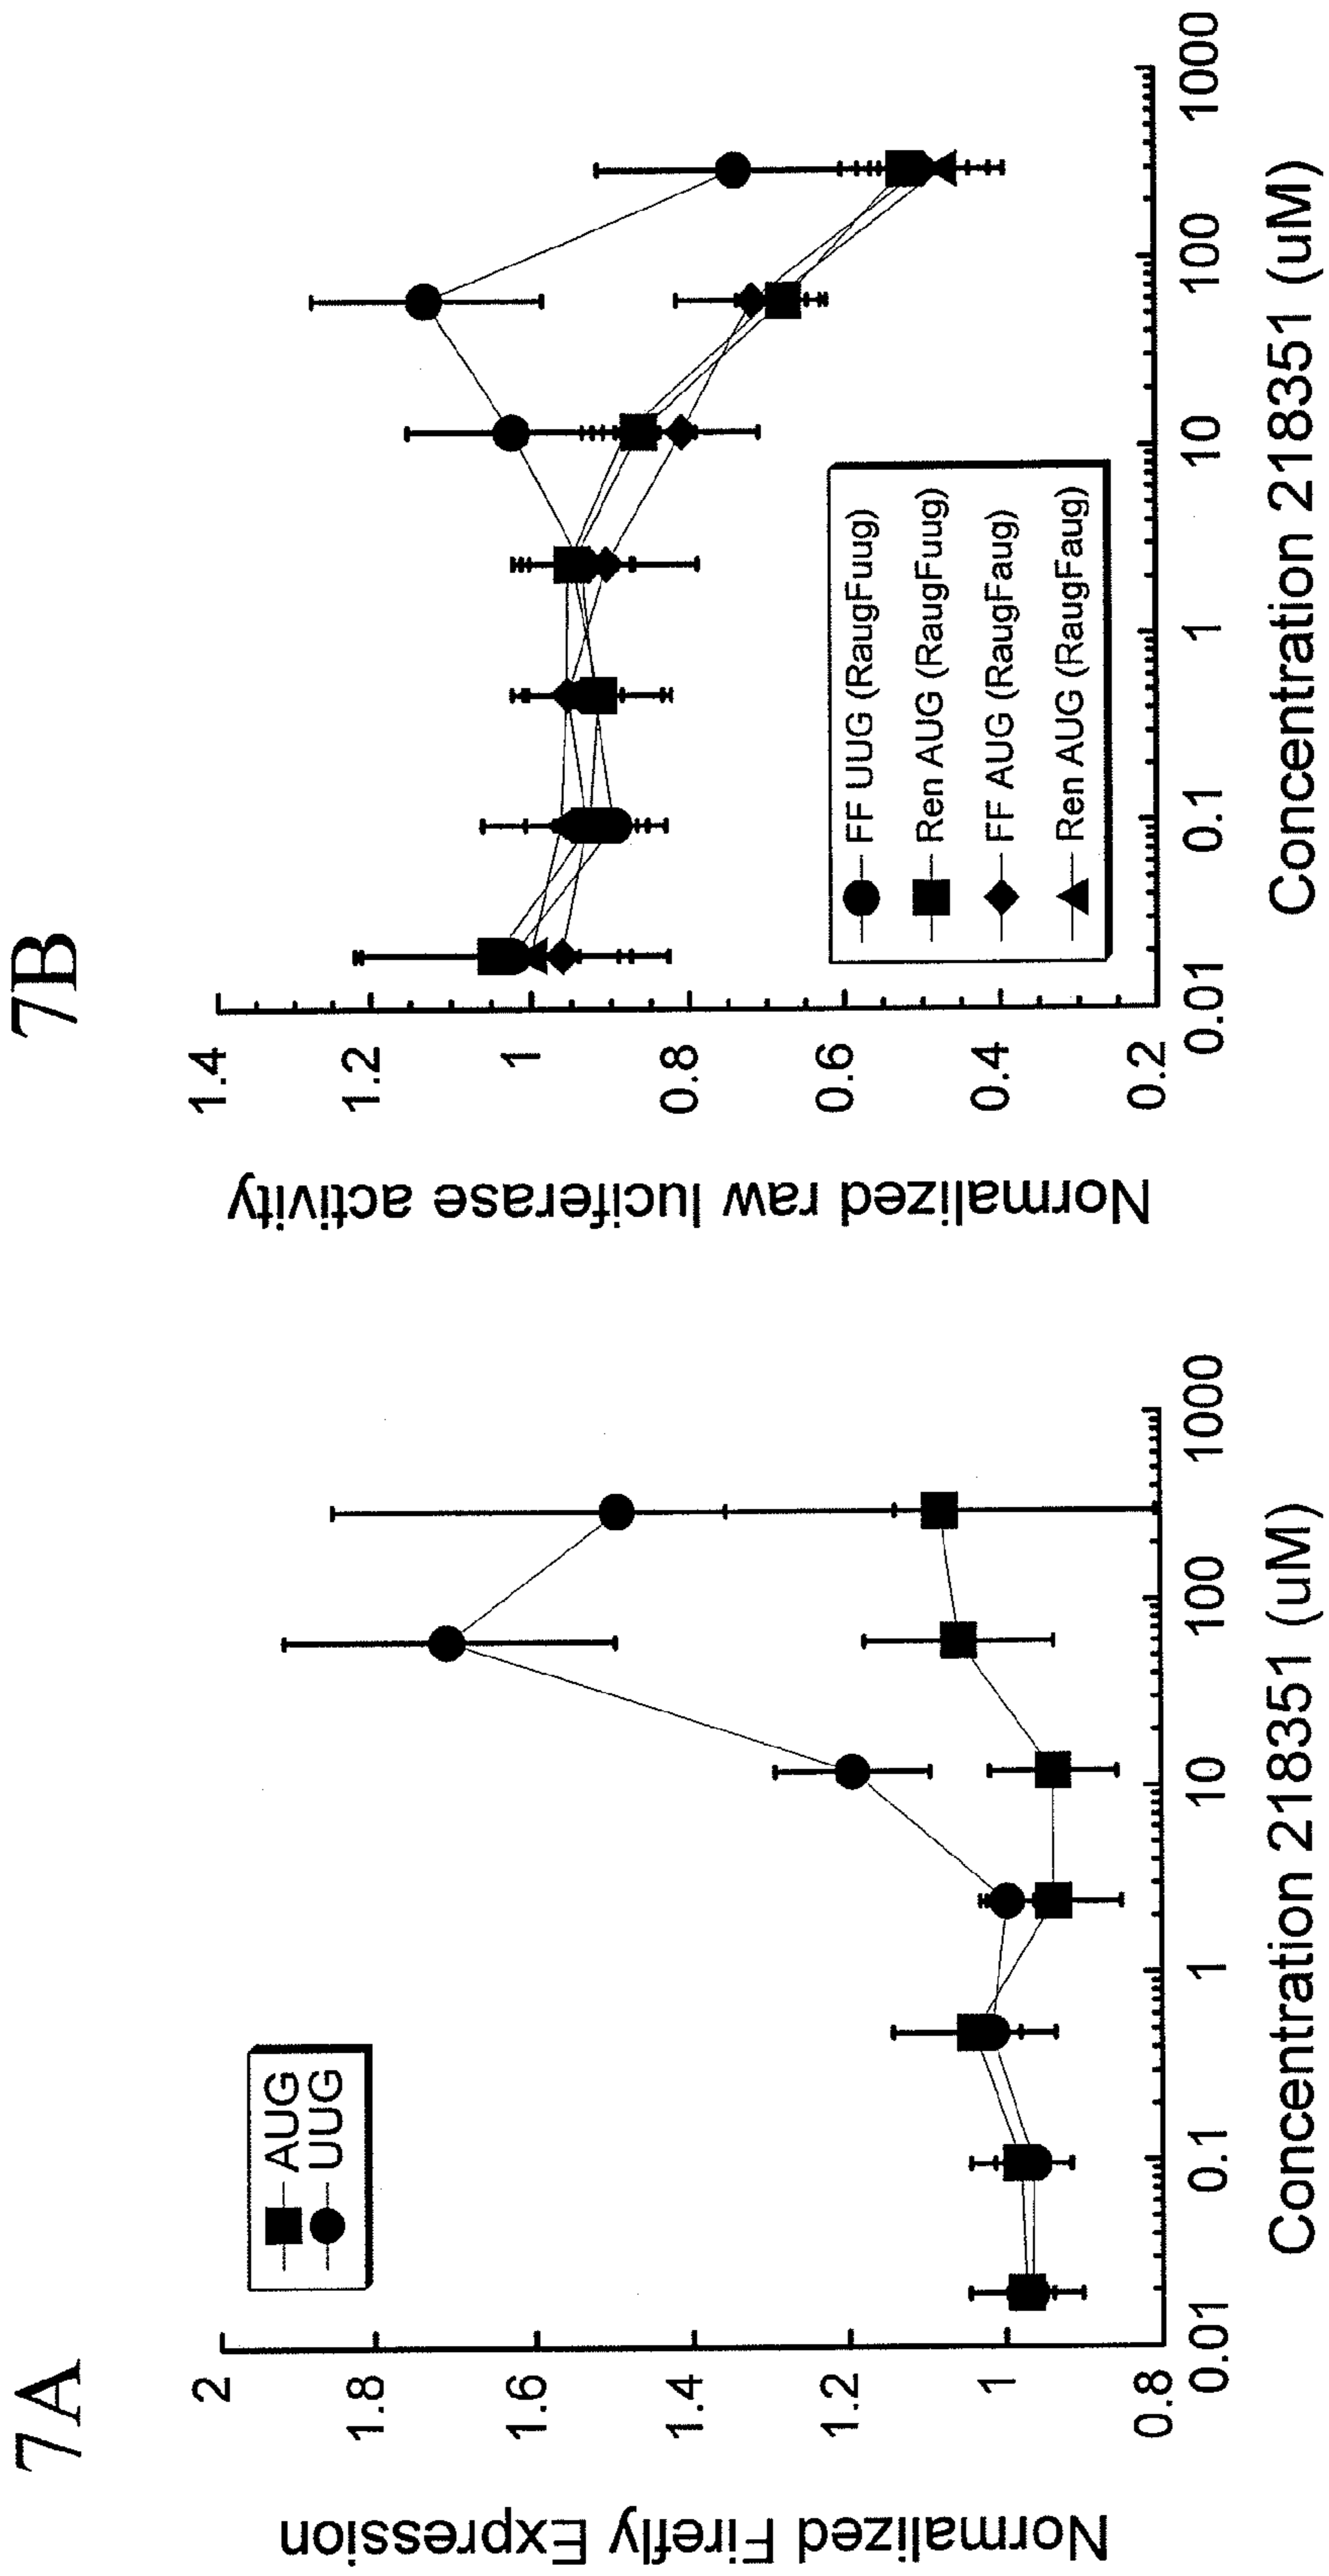 7A
Normalized Firefly Expression
2
1.8
1.6
1.4
1.2
1
0.8
AUG
UUG
0.01
0.1
1
10
100
1000
Concentration 218351 (uM)
7B
Normalized raw luciferase activity
1.4
1.2
1
0.8
0.6
0.4
0.2
FF UUG (RaugFuug)
Ren AUG (RaugFuug)
FF AUG (RaugFaug)
Ren AUG (RaugFaug)
0.01
0.1
1
10
100
1000
Concentration 218351 (uM)